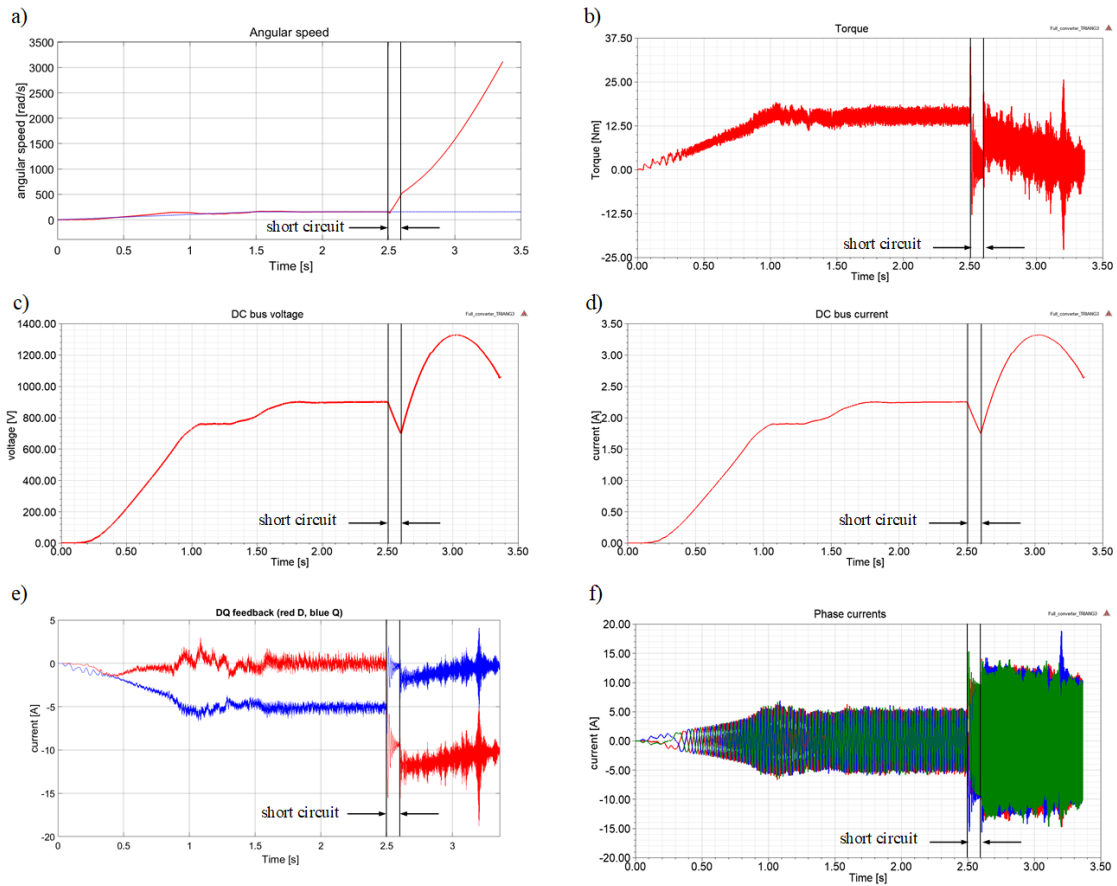 a)
Angular speed
angular speed [rad/s]
3500
3000
2500
2000
1500
1000
500
0
short circuit
0 0.5 1 1.5 2 2.5 3 3.5
Time [s]
b)
Torque
Full_converter_TRIANG3
Torque [Nm]
37.50
25.00
12.50
0.00
-12.50
-25.00
short circuit
0.00 0.50 1.00 1.50 2.00 2.50 3.00 3.50
Time [s]
c)
DC bus voltage
Full_converter_TRIANG3
voltage [V]
1400.00
1200.00
1000.00
800.00
600.00
400.00
200.00
0.00
short circuit
0.00 0.50 1.00 1.50 2.00 2.50 3.00 3.50
Time [s]
d)
DC bus current
Full_converter_TRIANG3
current [A]
3.50
3.00
2.50
2.00
1.50
1.00
0.50
0.00
short circuit
0.00 0.50 1.00 1.50 2.00 2.50 3.00 3.50
Time [s]
e)
DQ feedback (red D, blue Q)
current [A]
5
0
-5
-10
-15
-20
short circuit
0 0.5 1 1.5 2 2.5 3
Time [s]
f)
Phase currents
Full_converter_TRIANG3
current [A]
20.00
15.00
10.00
5.00
0.00
-5.00
-10.00
-15.00
-20.00
short circuit
0.00 0.50 1.00 1.50 2.00 2.50 3.00 3.50
Time [s]